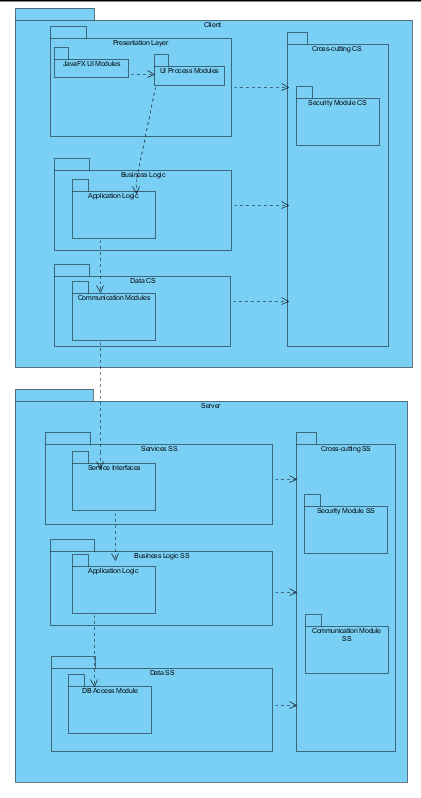 Client
Presentation Layer
Cross-cutting CS
JavaFX UI Modules
UI Process Modules
Security Module CS
Business Logic
Application Logic
Data CS
Communication Modules
Server
Services SS
Cross-cutting SS
Service Interfaces
Security Module SS
Business Logic SS
Application Logic
Communication Module
SS
Data SS
DB Access Module